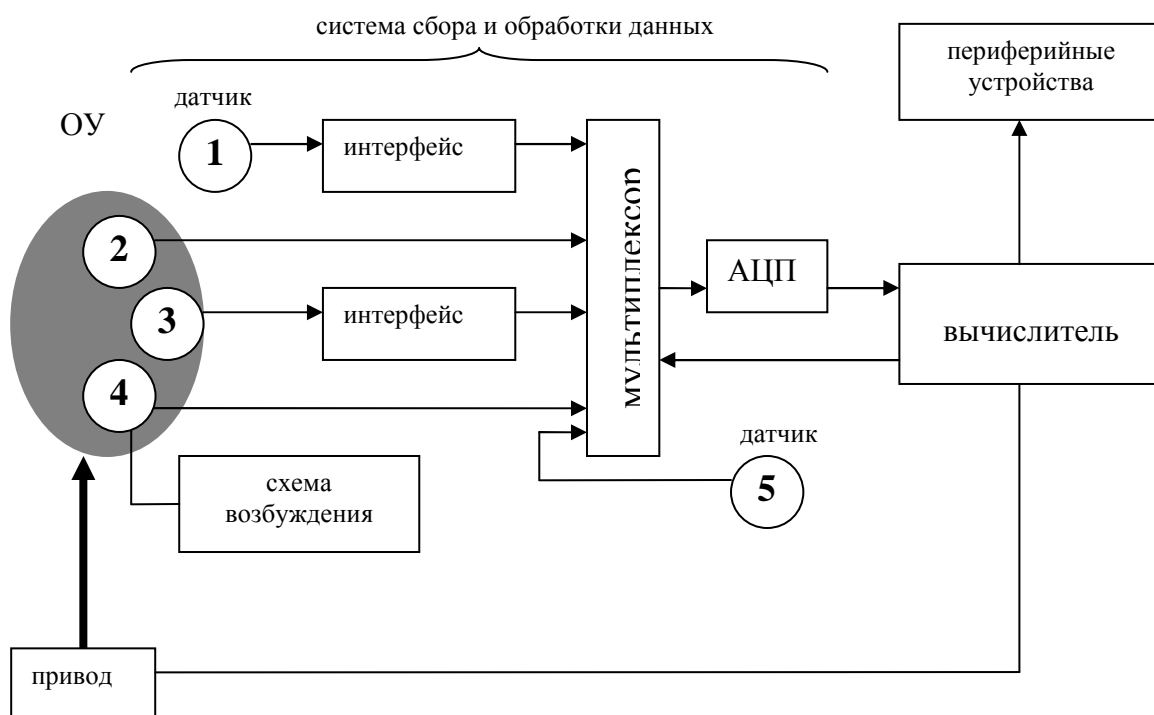 система сбора и обработки данных
периферийные
устройства
датчик
ОУ
1
интерфейс
мультиплексор
2
АЦП
3
интерфейс
вычислитель
4
датчик
5
схема
возбуждения
привод